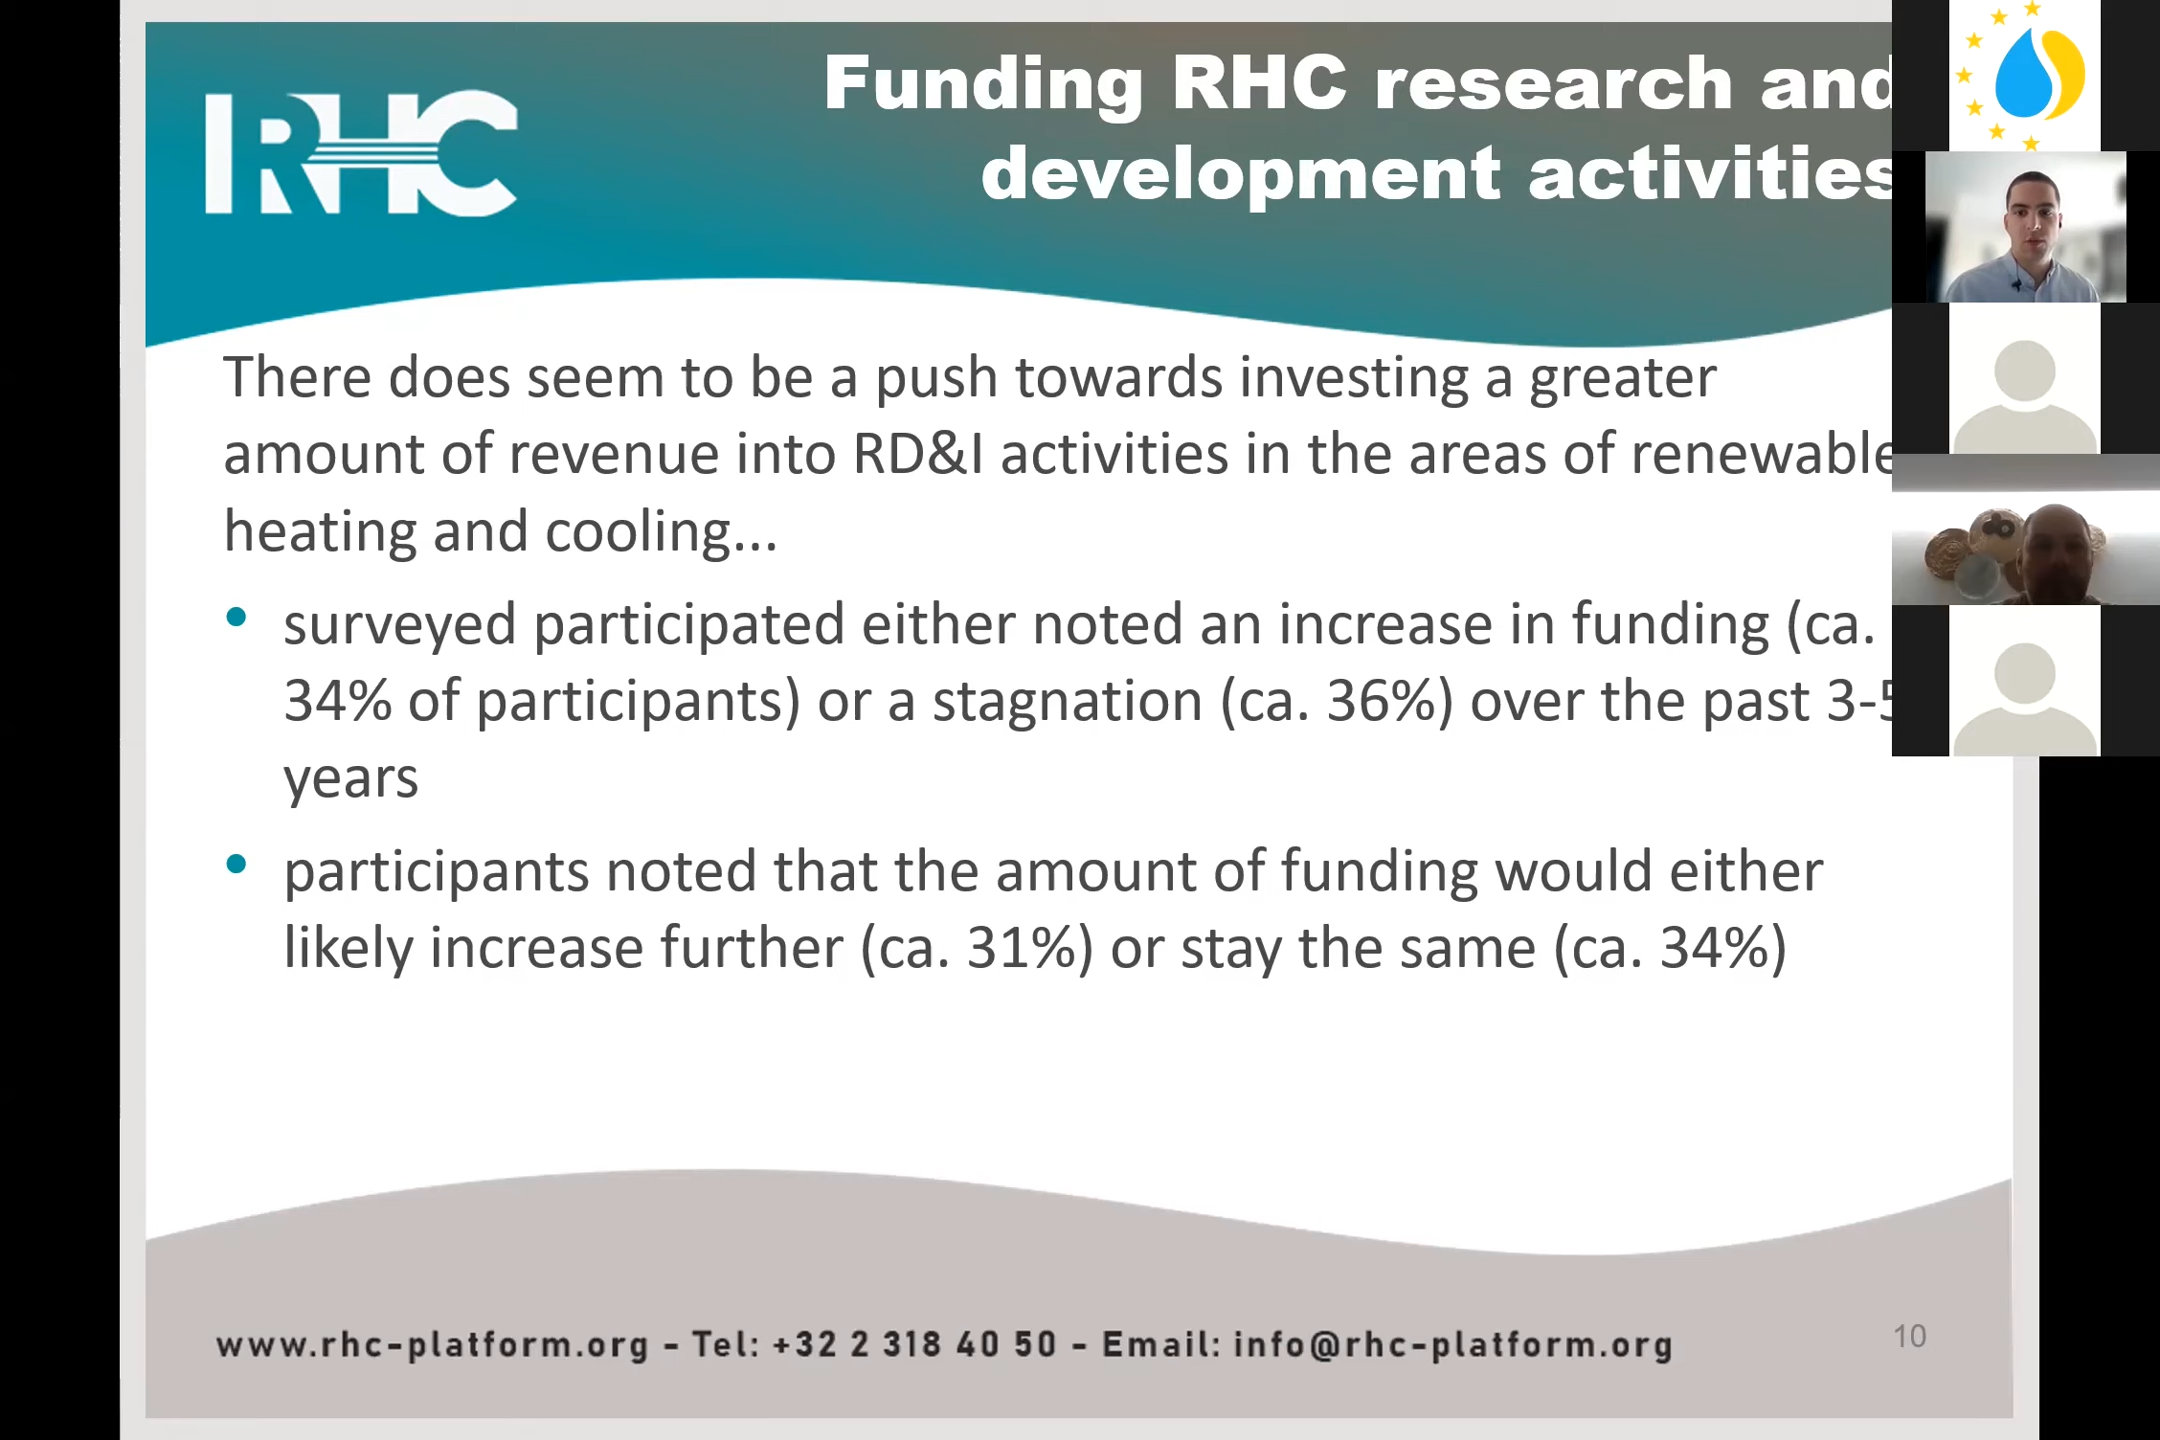 RHC
Funding RHC research and
development activities
There does seem to be a push towards investing a greater
amount of revenue into RD&I activities in the areas of renewable
heating and cooling...
• surveyed participated either noted an increase in funding (ca.
34% of participants) or a stagnation (ca. 36%) over the past 3-5
years
• participants noted that the amount of funding would either
likely increase further (ca. 31%) or stay the same (ca. 34%)
www.rhc-platform.org - Tel: +32 2 318 40 50 - Email: info@rhc-platform.org
10